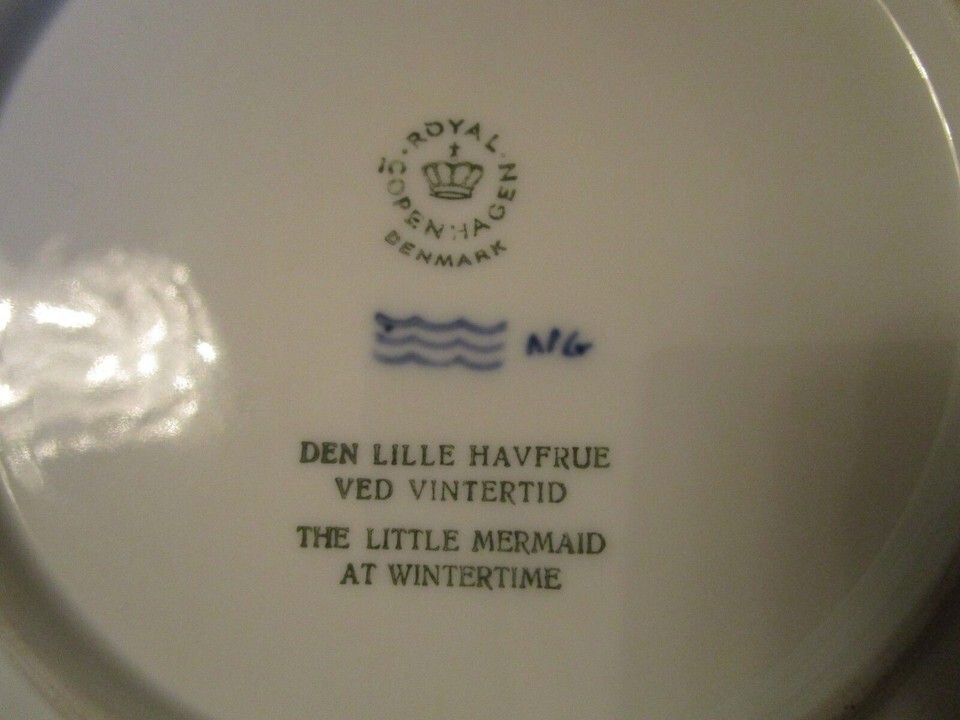 ROYAL COPENHAGEN
DENMARK
DEN LILLE HAVFRUE
VED VINTERTID
THE LITTLE MERMAID
AT WINTERTIME